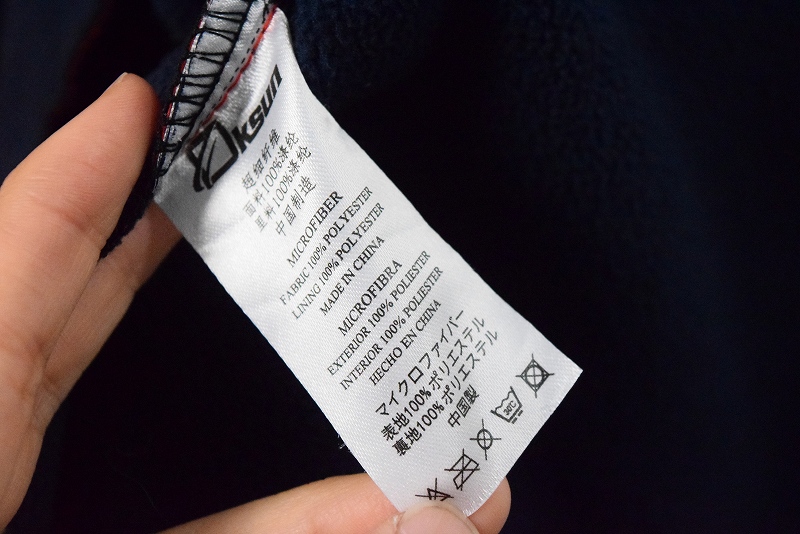 Oksun
超细纤维
面料100%涤纶
里料100%涤纶
中国制造
MICROFIBER
FABRIC 100% POLYESTER
LINING 100% POLYESTER
MADE IN CHINA
MICROFIBRA
EXTERIOR 100% POLIESTER
INTERIOR 100% POLIESTER
HECHO EN CHINA
マイクロファイバー
表地100%ポリエステル
裏地100%ポリエステル
中国製
30°C